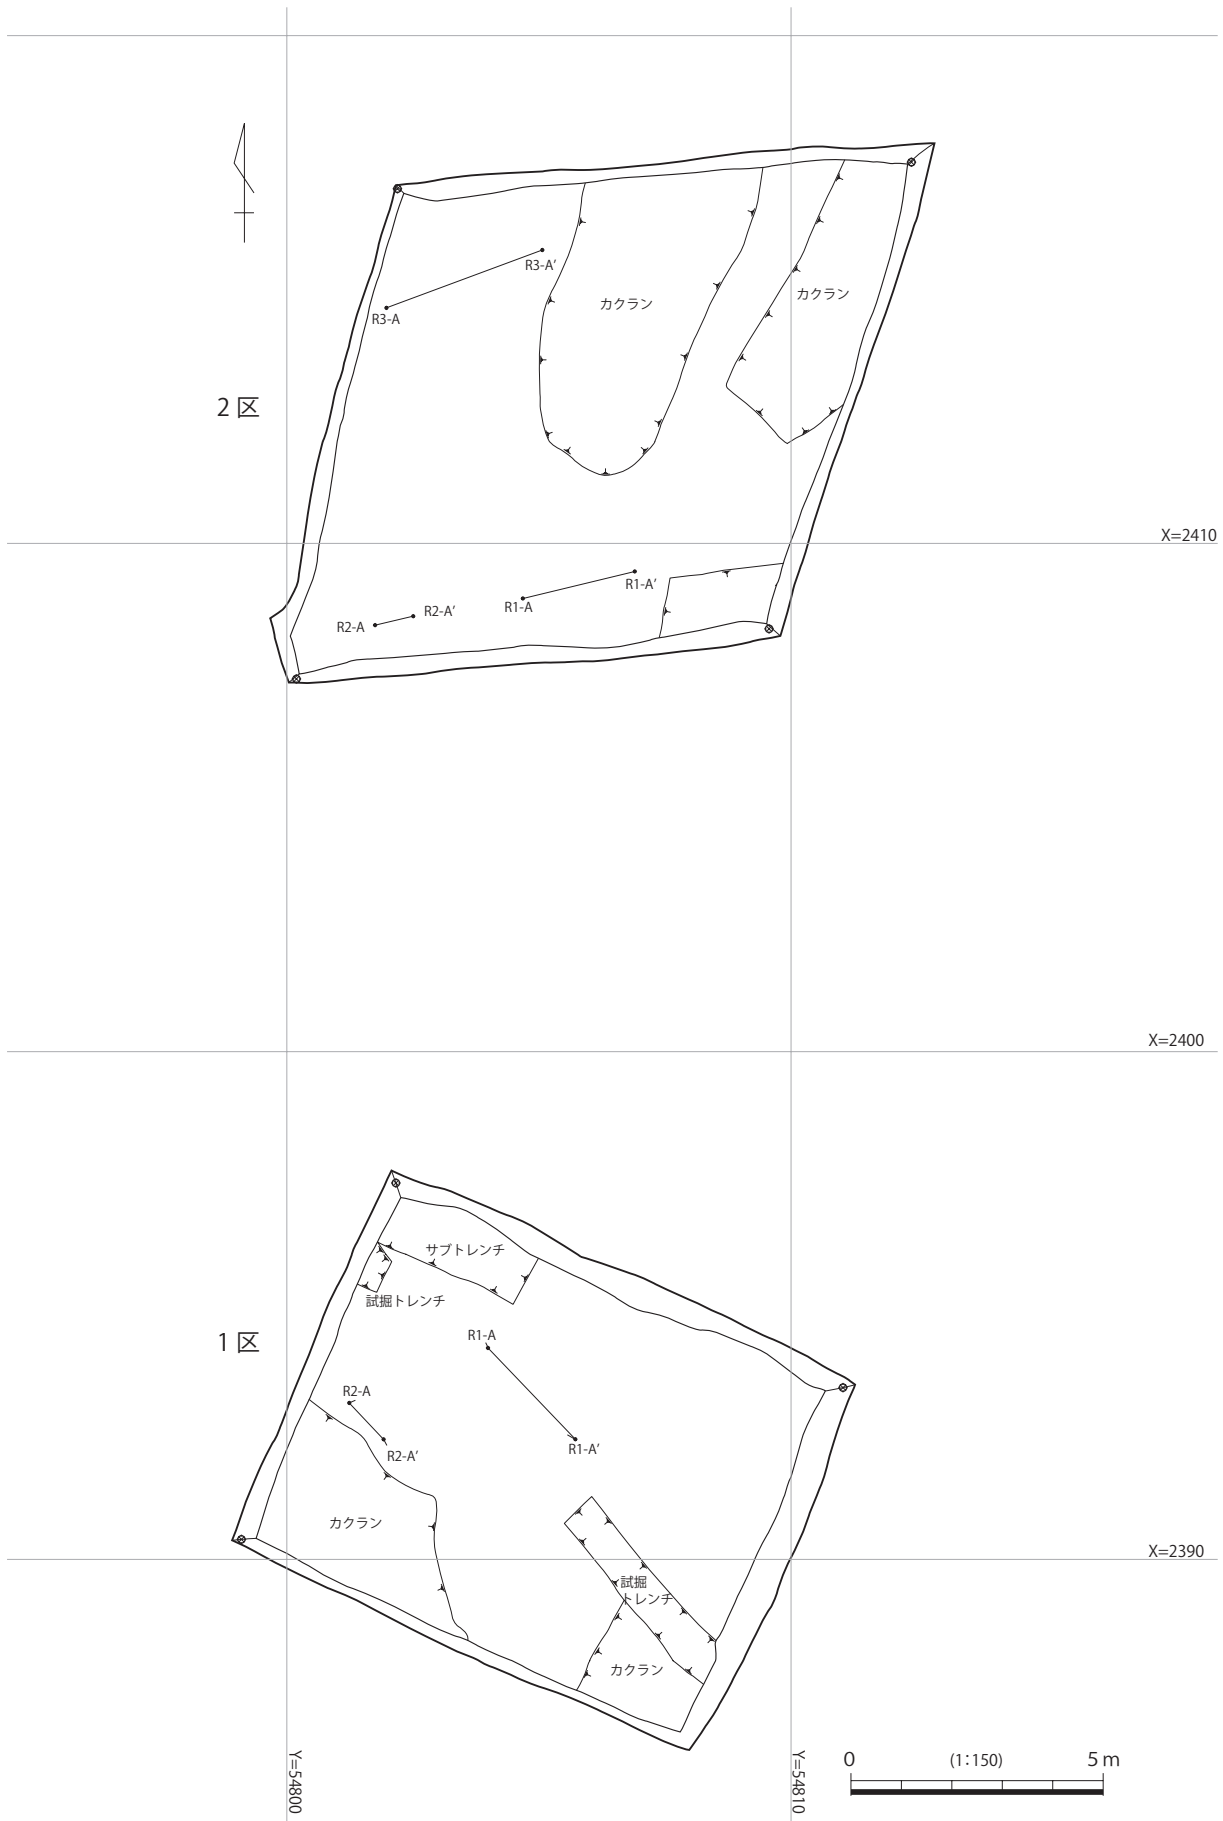 R3-A'
カクラン
カクラン
R3-A
2 区
X=2410
R1-A'
R1-A
R2-A'
R2-A
X=2400
サブトレンチ
試掘トレンチ
1 区
R1-A
R2-A
R1-A'
R2-A'
カクラン
X=2390
試掘
トレンチ
カクラン
Y=54800
Y=54810
0 (1:150) 5 m